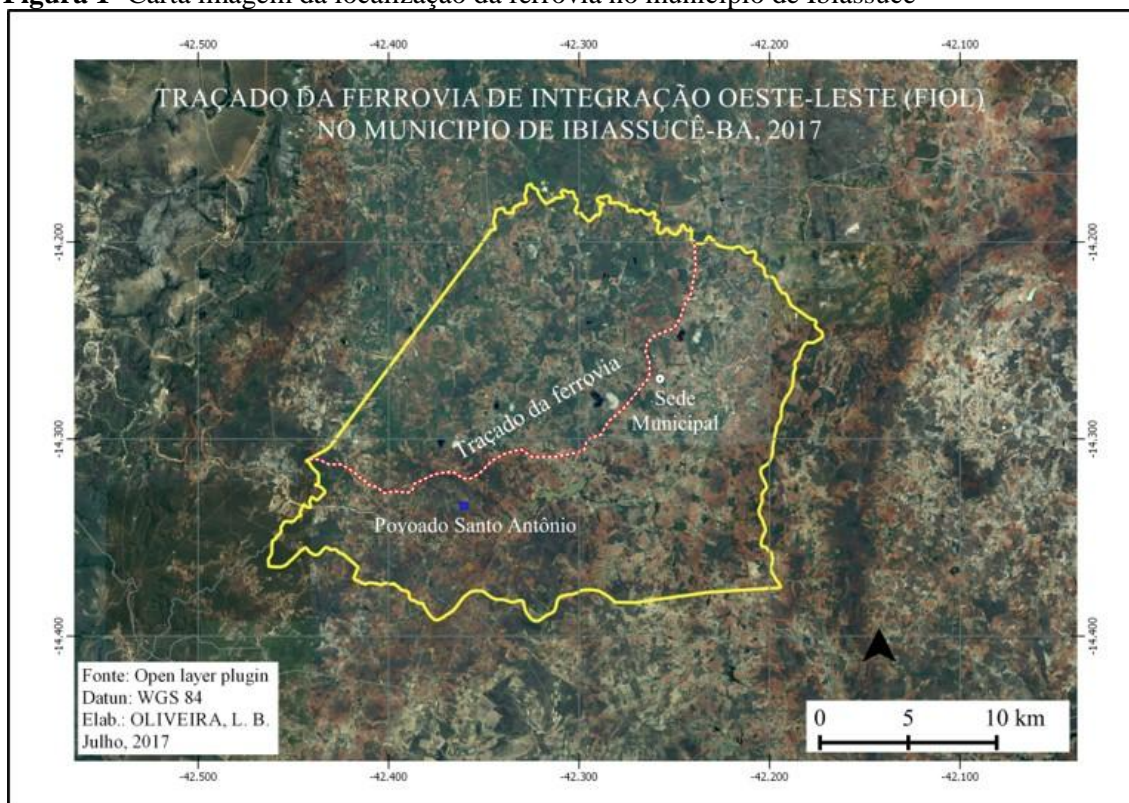 Figura 1- Carta imagem da localização da ferrovia no município de Ibiassucê
-42.500 -42.400 -42.300 -42.200 -42.100
TRAÇADO DA FERROVIA DE INTEGRAÇÃO OESTE-LESTE (FIOL)
NO MUNICIPIO DE IBIASSUCÊ-BA, 2017
-14.200 -14.200
Traçado da ferrovia
Sede
Municipal
-14.300 -14.300
Povoado Santo Antônio
-14.400 -14.400
Fonte: Open layer plugin
Datun: WGS 84
Elab.: OLIVEIRA, L. B.
Julho, 2017
0 5 10 km
-42.500 -42.400 -42.300 -42.200 -42.100